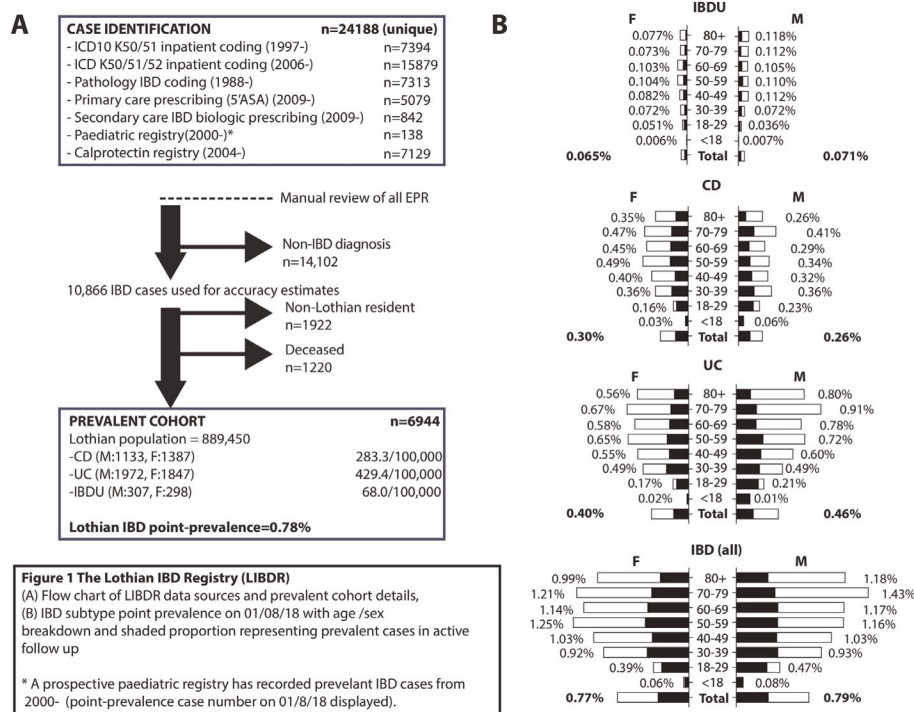 A
CASE IDENTIFICATION n=24188 (unique)
- ICD10 K50/51 inpatient coding (1997-) n=7394
- ICD K50/51/52 inpatient coding (2006-) n=15879
- Pathology IBD coding (1988-) n=7313
- Primary care prescribing (5'ASA) (2009-) n=5079
- Secondary care IBD biologic prescribing (2009-) n=842
- Paediatric registry(2000-)* n=138
- Calprotectin registry (2004-) n=7129
Manual review of all EPR
Non-IBD diagnosis
n=14,102
10,866 IBD cases used for accuracy estimates
Non-Lothian resident
n=1922
Deceased
n=1220
PREVALENT COHORT n=6944
Lothian population = 889,450
-CD (M:1133, F:1387) 283.3/100,000
-UC (M:1972, F:1847) 429.4/100,000
-IBDU (M:307, F:298) 68.0/100,000
Lothian IBD point-prevalence=0.78%
Figure 1 The Lothian IBD Registry (LIBDR)
(A) Flow chart of LIBDR data sources and prevalent cohort details,
(B) IBD subtype point prevalence on 01/08/18 with age /sex
breakdown and shaded proportion representing prevalent cases in active
follow up
* A prospective paediatric registry has recorded prevelant IBD cases from
2000- (point-prevalence case number on 01/8/18 displayed).
B
IBDU
F M
0.077% 80+ 0.118%
0.073% 70-79 0.112%
0.103% 60-69 0.105%
0.104% 50-59 0.110%
0.082% 40-49 0.112%
0.072% 30-39 0.072%
0.051% 18-29 0.036%
0.006% <18 0.007%
0.065% Total 0.071%
CD
F M
0.35% 80+ 0.26%
0.47% 70-79 0.41%
0.45% 60-69 0.29%
0.49% 50-59 0.34%
0.40% 40-49 0.32%
0.36% 30-39 0.36%
0.16% 18-29 0.23%
0.03% <18 0.06%
0.30% Total 0.26%
UC
F M
0.56% 80+ 0.80%
0.67% 70-79 0.91%
0.58% 60-69 0.78%
0.65% 50-59 0.72%
0.55% 40-49 0.60%
0.49% 30-39 0.49%
0.17% 18-29 0.21%
0.02% <18 0.01%
0.40% Total 0.46%
IBD (all)
F M
0.99% 80+ 1.18%
1.21% 70-79 1.43%
1.14% 60-69 1.17%
1.25% 50-59 1.16%
1.03% 40-49 1.03%
0.92% 30-39 0.93%
0.39% 18-29 0.47%
0.06% <18 0.08%
0.77% Total 0.79%